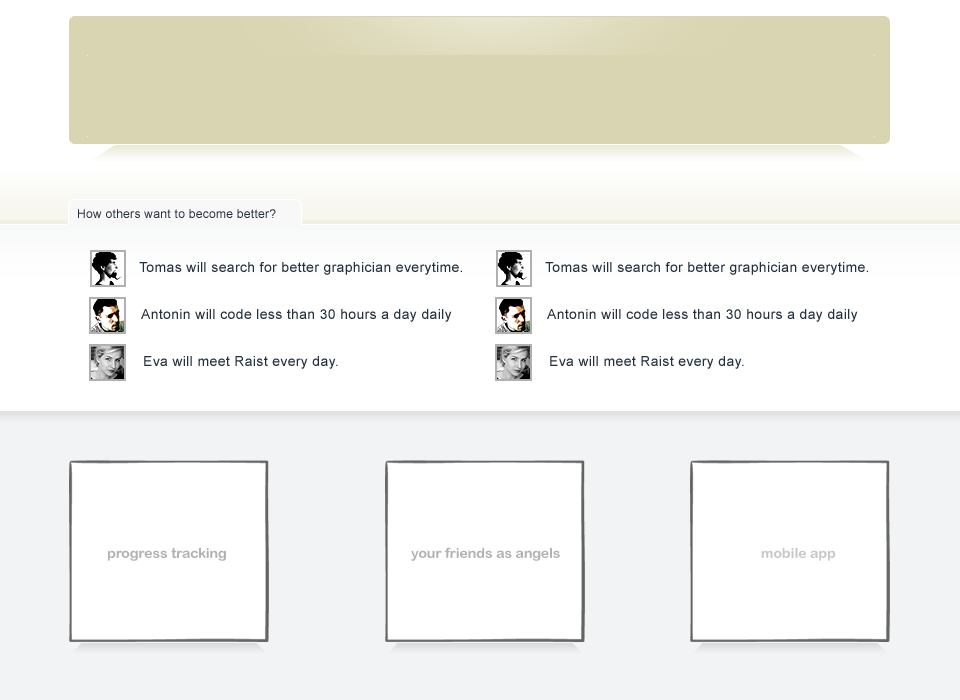 How others want to become better?
Tomas will search for better graphician everytime.
Tomas will search for better graphician everytime.
Antonin will code less than 30 hours a day daily
Antonin will code less than 30 hours a day daily
Eva will meet Raist every day.
Eva will meet Raist every day.
progress tracking
your friends as angels
mobile app